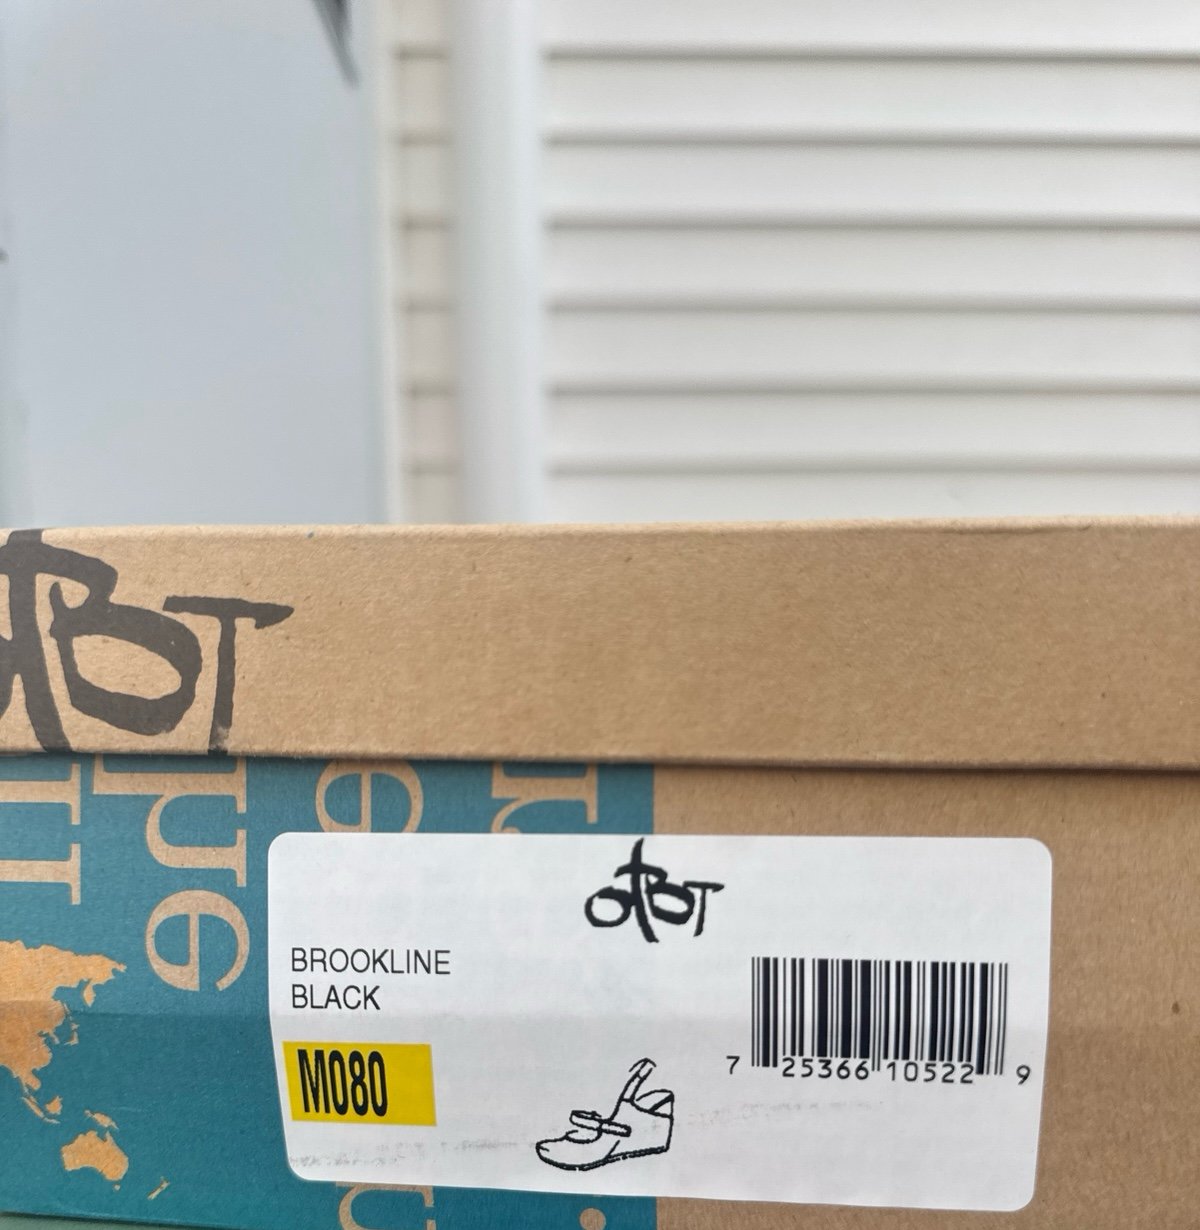 OTBT
OTBT
BROOKLINE
BLACK
M080
7 25366 10522 9